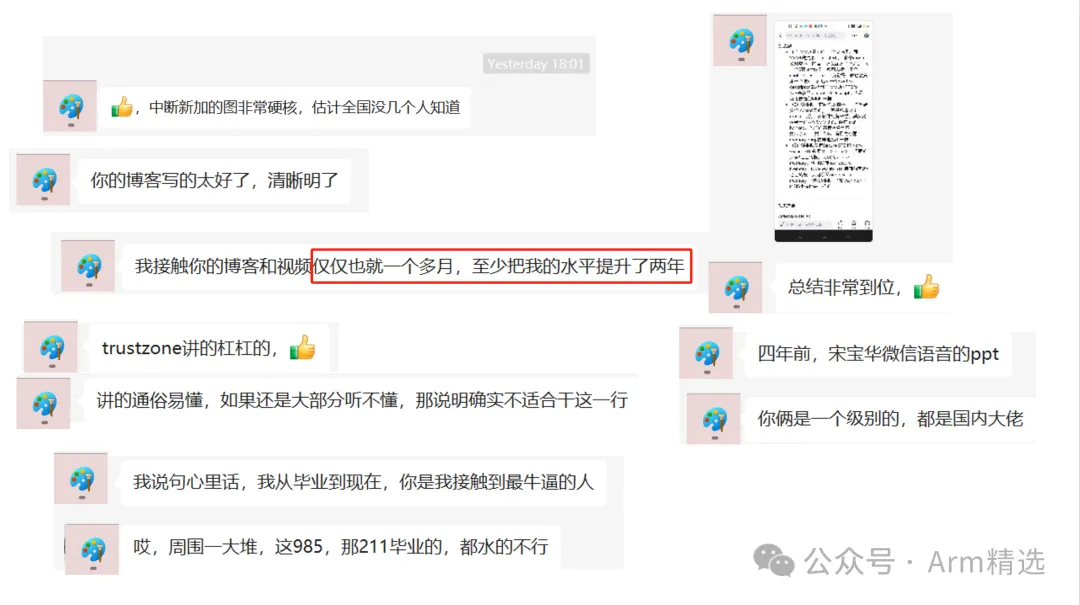 Yesterday 18:01
👍，中断新加的图非常硬核，估计全国没几个人知道
你的博客写的太好了，清晰明了
我接触你的博客和视频仅仅也就一个多月，至少把我的水平提升了两年
总结非常到位，👍
trustzone讲的杠杠的，👍
讲的通俗易懂，如果还是大部分听不懂，那说明确实不适合干这一行
四年前，宋宝华微信语音的ppt
你俩是一个级别的，都是国内大佬
我说句心里话，我从毕业到现在，你是我接触到最牛逼的人
哎，周围一大堆，这985，那211毕业的，都水的不行
公众号 · Arm精选